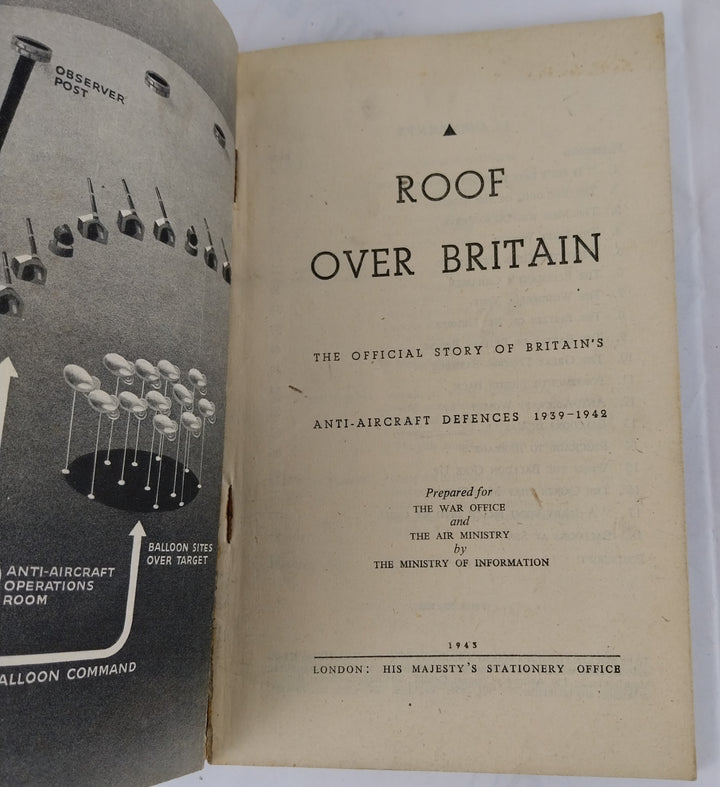 OBSERVER
POST
BALLOON SITES
OVER TARGET
ANTI-AIRCRAFT
OPERATIONS
ROOM
ALLOON COMMAND
ROOF
OVER BRITAIN
THE OFFICIAL STORY OF BRITAIN'S
ANTI-AIRCRAFT DEFENCES 1939-1942
Prepared for
THE WAR OFFICE
and
THE AIR MINISTRY
by
THE MINISTRY OF INFORMATION
1943
LONDON: HIS MAJESTY'S STATIONERY OFFICE